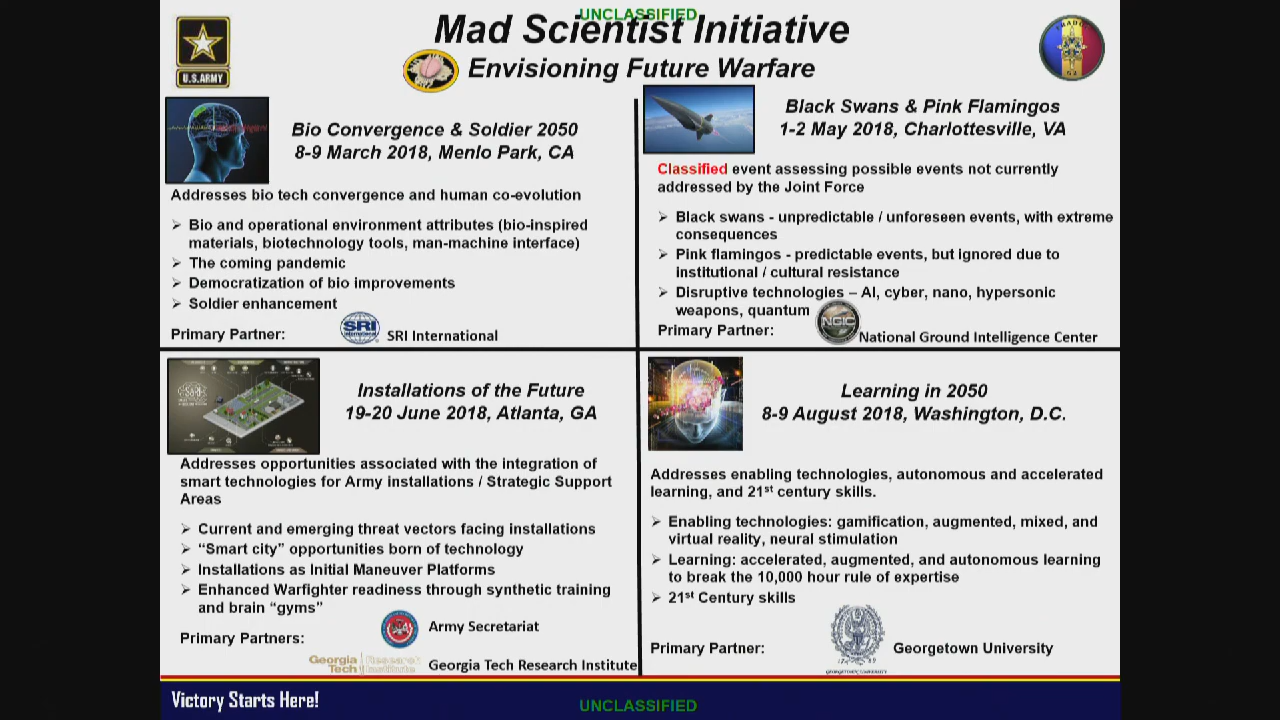 UNCLASSIFIED
Mad Scientist Initiative
Envisioning Future Warfare
U.S.ARMY
Bio Convergence & Soldier 2050
8-9 March 2018, Menlo Park, CA
Addresses bio tech convergence and human co-evolution
➢ Bio and operational environment attributes (bio-inspired
materials, biotechnology tools, man-machine interface)
➢ The coming pandemic
➢ Democratization of bio improvements
➢ Soldier enhancement
Primary Partner:
SRI
International
SRI International
Black Swans & Pink Flamingos
1-2 May 2018, Charlottesville, VA
Classified event assessing possible events not currently
addressed by the Joint Force
➢ Black swans - unpredictable / unforeseen events, with extreme
consequences
➢ Pink flamingos - predictable events, but ignored due to
institutional / cultural resistance
➢ Disruptive technologies – AI, cyber, nano, hypersonic
weapons, quantum
Primary Partner:
NGIC
National Ground Intelligence Center
Installations of the Future
19-20 June 2018, Atlanta, GA
Addresses opportunities associated with the integration of
smart technologies for Army installations / Strategic Support
Areas
➢ Current and emerging threat vectors facing installations
➢ “Smart city” opportunities born of technology
➢ Installations as Initial Maneuver Platforms
➢ Enhanced Warfighter readiness through synthetic training
and brain “gyms”
Primary Partners:
Army Secretariat
Georgia Tech Research Institute
Georgia Tech Research Institute
Learning in 2050
8-9 August 2018, Washington, D.C.
Addresses enabling technologies, autonomous and accelerated
learning, and 21st century skills.
➢ Enabling technologies: gamification, augmented, mixed, and
virtual reality, neural stimulation
➢ Learning: accelerated, augmented, and autonomous learning
to break the 10,000 hour rule of expertise
➢ 21st Century skills
Primary Partner:
17 89
GEORGETOWN UNIVERSITY
Georgetown University
Victory Starts Here!
UNCLASSIFIED